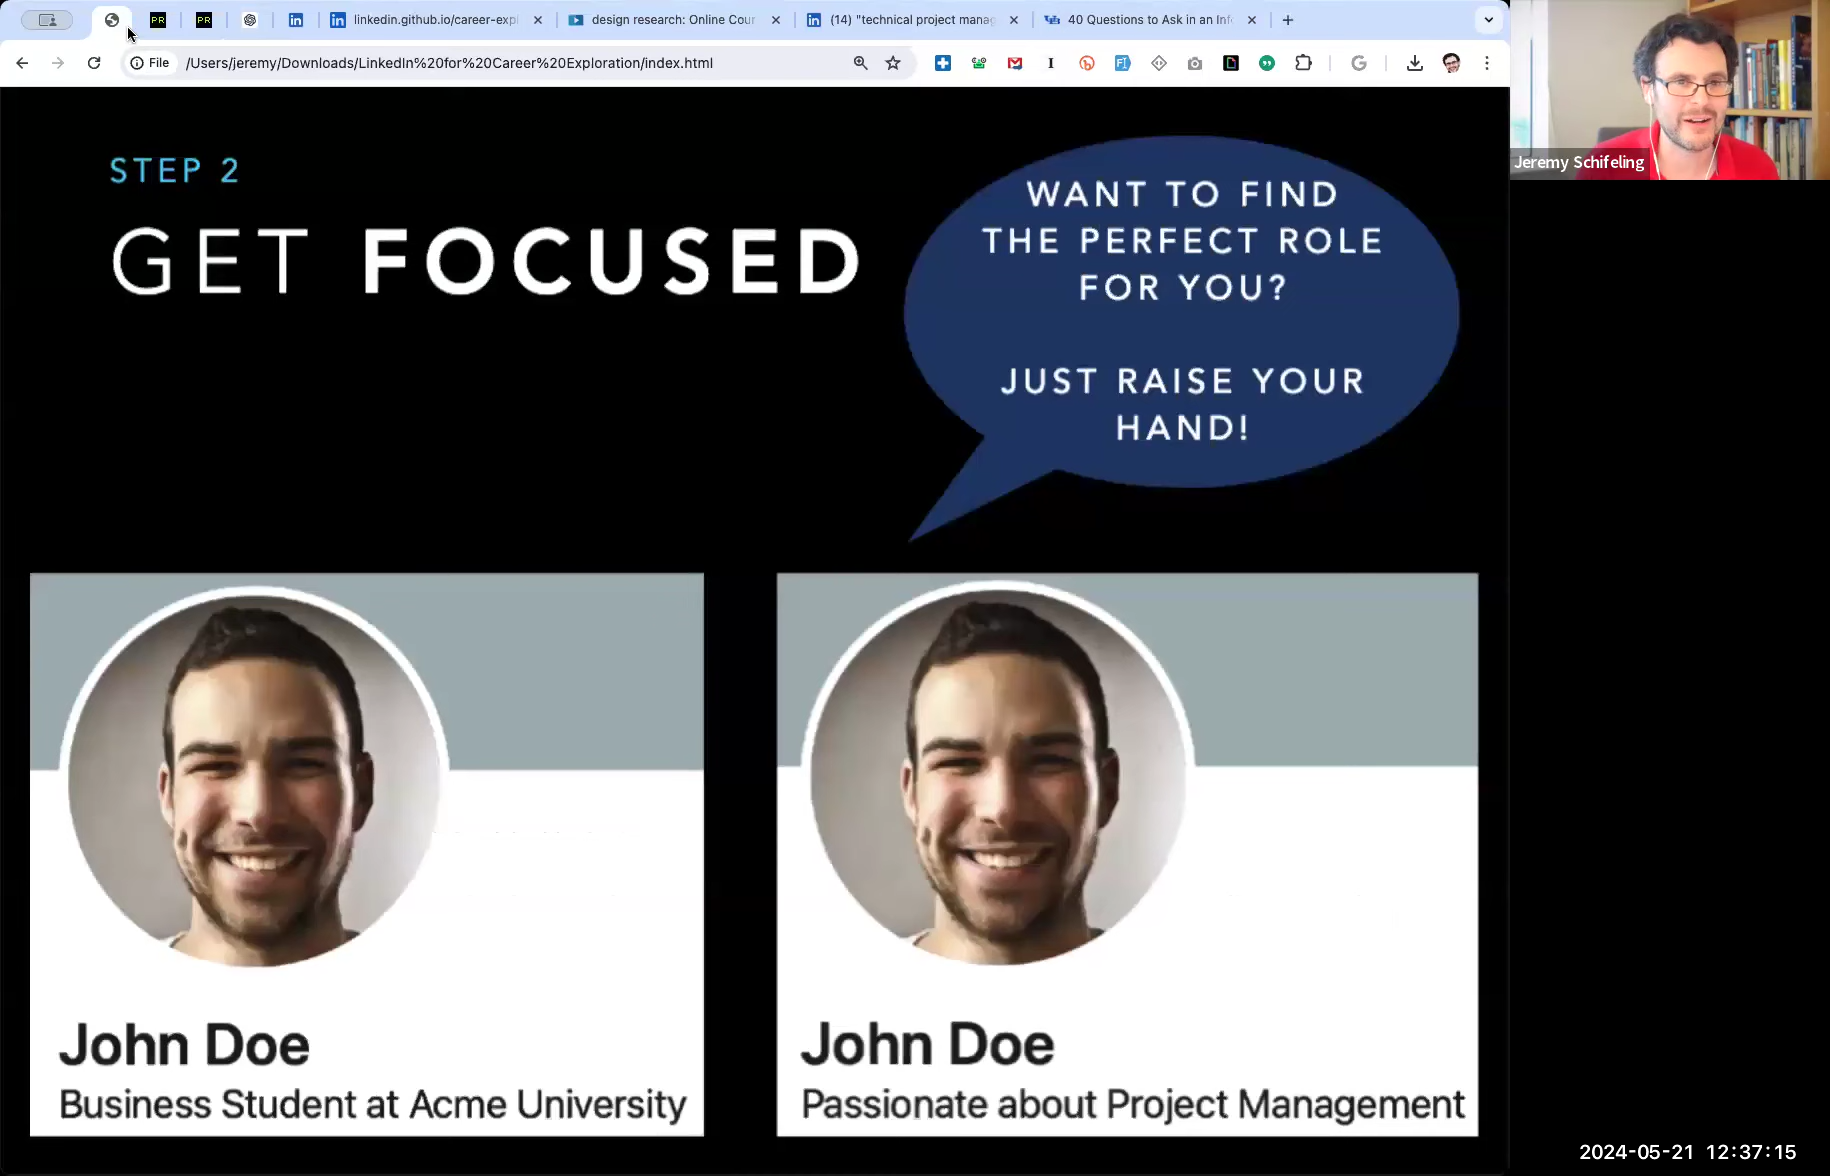 PR
PR
linkedin.github.io/career-exp
design research: Online Cour
(14) "technical project manag
40 Questions to Ask in an Inf
File
/Users/jeremy/Downloads/LinkedIn%20for%20Career%20Exploration/index.html
Jeremy Schifeling
STEP 2
GET FOCUSED
WANT TO FIND
THE PERFECT ROLE
FOR YOU?
JUST RAISE YOUR
HAND!
John Doe
Business Student at Acme University
John Doe
Passionate about Project Management
2024-05-21 12:37:15